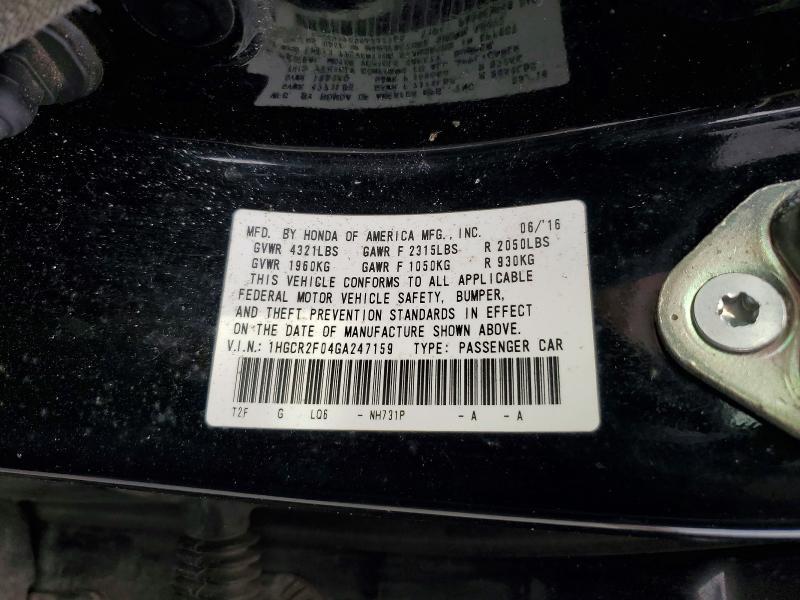 MFD. BY HONDA OF AMERICA MFG., INC. 06/'16
GVWR 4321LBS GAWR F 2315LBS R 2050LBS
GVWR 1960KG GAWR F 1050KG R 930KG
THIS VEHICLE CONFORMS TO ALL APPLICABLE
FEDERAL MOTOR VEHICLE SAFETY, BUMPER,
AND THEFT PREVENTION STANDARDS IN EFFECT
ON THE DATE OF MANUFACTURE SHOWN ABOVE.
V.I.N.: 1HGCR2F04GA247159 TYPE: PASSENGER CAR
T2F G LQ6 - NH731P - A - A